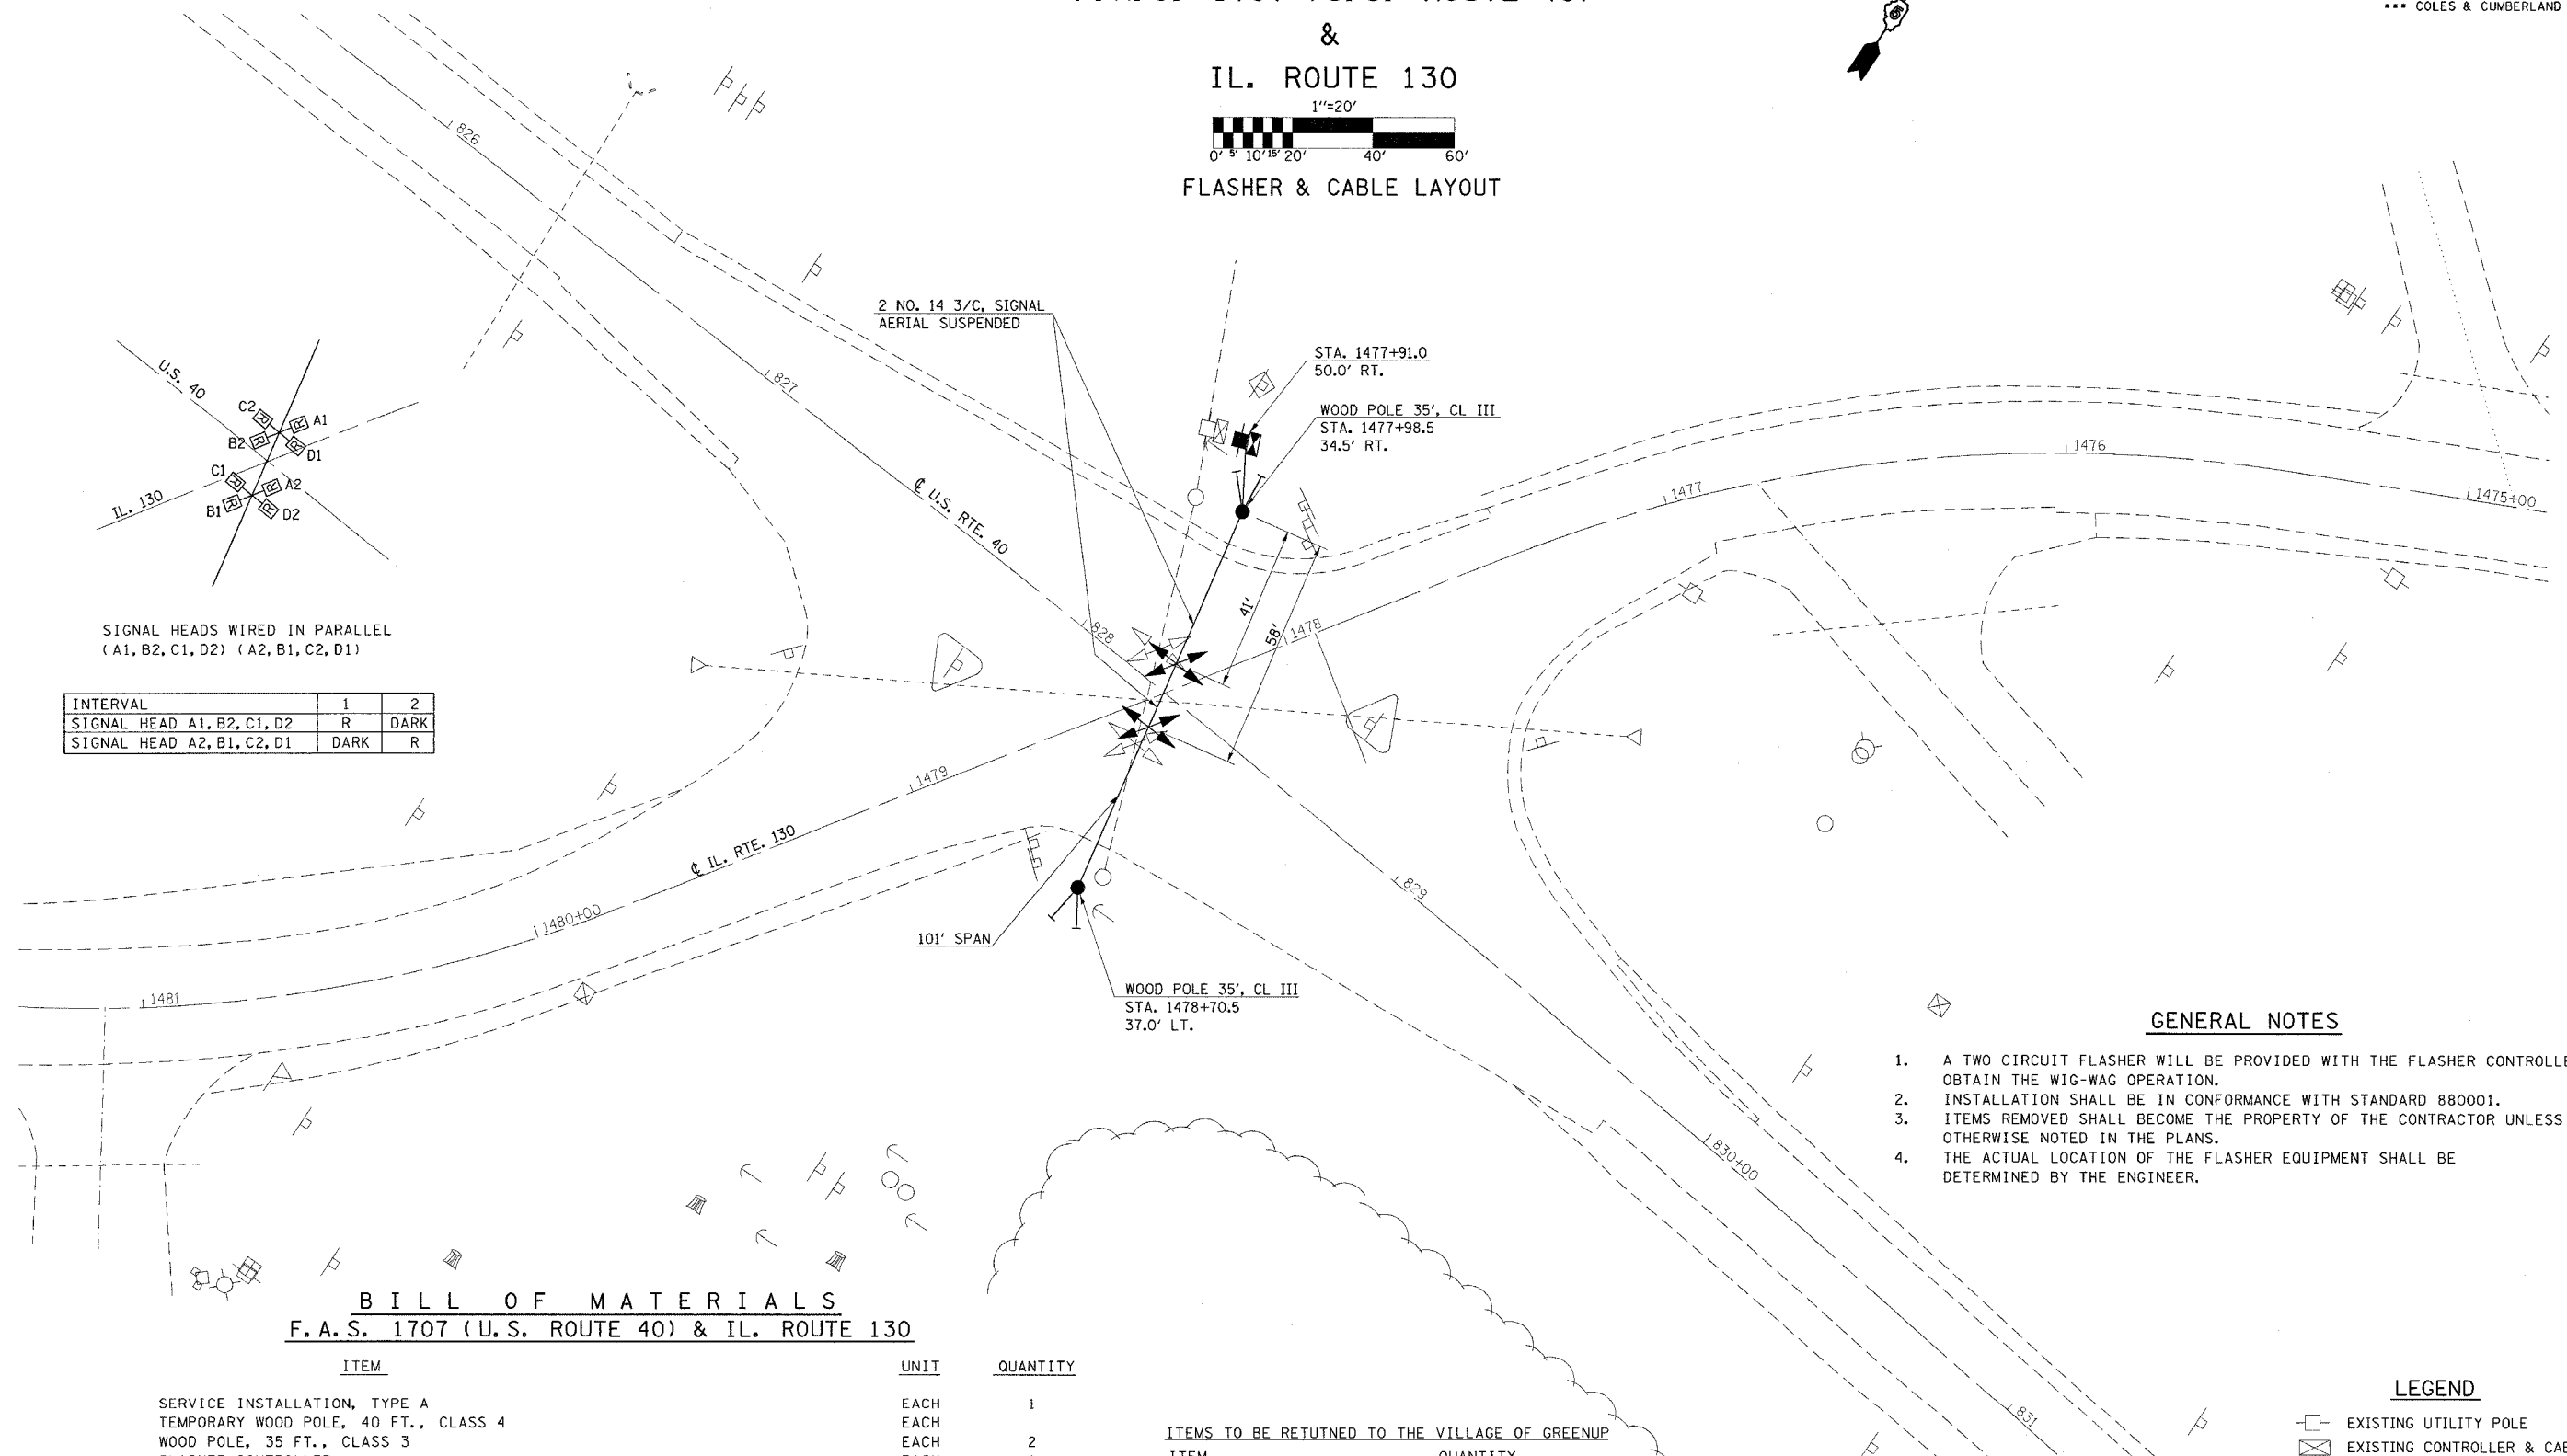 ••• COLES & CUMBERLAND
&
IL. ROUTE 130
1''=20'
0' 5' 10' 15' 20' 40' 60'
FLASHER & CABLE LAYOUT
826
827
828
829
830+00
831
2 NO. 14 3/C, SIGNAL
AERIAL SUSPENDED
STA. 1477+91.0
50.0' RT.
WOOD POLE 35', CL III
STA. 1477+98.5
34.5' RT.
1475+00
1476
1477
1478
1479
1480+00
1481
℄ U.S. RTE. 40
℄ IL. RTE. 130
41'
58'
101' SPAN
WOOD POLE 35', CL III
STA. 1478+70.5
37.0' LT.
U.S. 40
IL. 130
C2 R R A1
B2 R R D1
C1 R R A2
B1 R R D2
SIGNAL HEADS WIRED IN PARALLEL
(A1, B2, C1, D2) (A2, B1, C2, D1)
INTERVAL 1 2
SIGNAL HEAD A1, B2, C1, D2 R DARK
SIGNAL HEAD A2, B1, C2, D1 DARK R
GENERAL NOTES
1. A TWO CIRCUIT FLASHER WILL BE PROVIDED WITH THE FLASHER CONTROLLE
OBTAIN THE WIG-WAG OPERATION.
2. INSTALLATION SHALL BE IN CONFORMANCE WITH STANDARD 880001.
3. ITEMS REMOVED SHALL BECOME THE PROPERTY OF THE CONTRACTOR UNLESS
OTHERWISE NOTED IN THE PLANS.
4. THE ACTUAL LOCATION OF THE FLASHER EQUIPMENT SHALL BE
DETERMINED BY THE ENGINEER.
BILL OF MATERIALS
F.A.S. 1707 (U.S. ROUTE 40) & IL. ROUTE 130
ITEM UNIT QUANTITY
SERVICE INSTALLATION, TYPE A EACH 1
TEMPORARY WOOD POLE, 40 FT., CLASS 4 EACH
WOOD POLE, 35 FT., CLASS 3 EACH 2
ITEMS TO BE RETUTNED TO THE VILLAGE OF GREENUP
ITEM QUANTITY
LEGEND
EXISTING UTILITY POLE
EXISTING CONTROLLER & CA